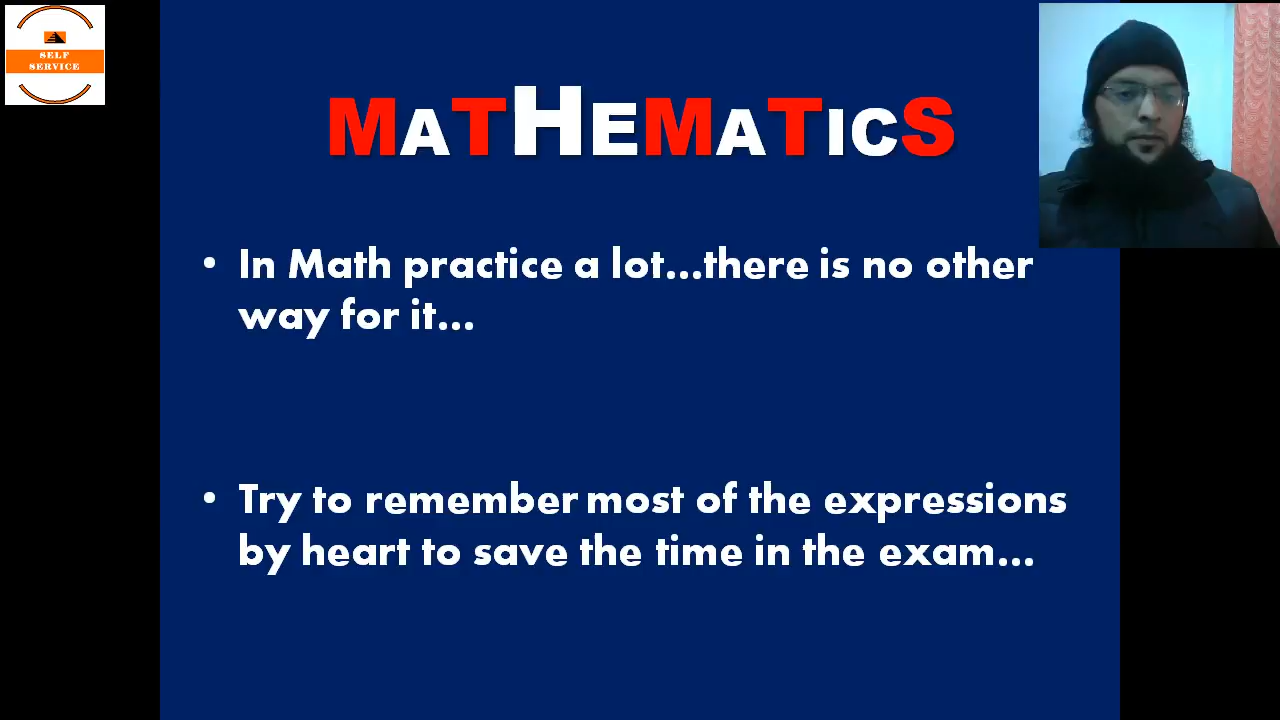 SELF
SERVICE
MATHEMATICS
• In Math practice a lot...there is no other
way for it...
• Try to remember most of the expressions
by heart to save the time in the exam...